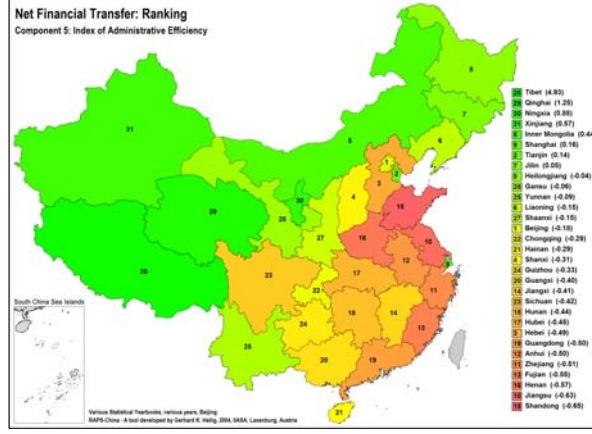 Net Financial Transfer: Ranking
Component 5: Index of Administrative Efficiency
8
31
7
5
6
1
2
3
4
30
29
28
15
27
16
10
26
12
9
23
17
22
11
18
14
24
13
25
20
19
21
26 Tibet (4.93)
29 Qinghai (1.25)
30 Ningxia (0.88)
31 Xinjiang (0.57)
5 Inner Mongolia (0.44
9 Shanghai (0.16)
2 Tianjin (0.14)
7 Jilin (0.05)
8 Heilongjiang (-0.04)
28 Gansu (-0.06)
25 Yunnan (-0.09)
6 Liaoning (-0.15)
27 Shaanxi (-0.15)
1 Beijing (-0.18)
22 Chongqing (-0.29)
21 Hainan (-0.29)
4 Shanxi (-0.31)
24 Guizhou (-0.33)
20 Guangxi (-0.40)
14 Jiangxi (-0.41)
23 Sichuan (-0.42)
18 Hunan (-0.44)
17 Hubei (-0.45)
3 Hebei (-0.49)
19 Guangdong (-0.50)
12 Anhui (-0.50)
11 Zhejiang (-0.51)
13 Fujian (-0.55)
16 Henan (-0.57)
10 Jiangsu (-0.63)
15 Shandong (-0.65)
South China Sea Islands
Various Statistical Yearbooks, various years, Beijing
RAPS-China - A tool developed by Gerhard K. Heilig, 2004, IIASA, Laxenburg, Austria